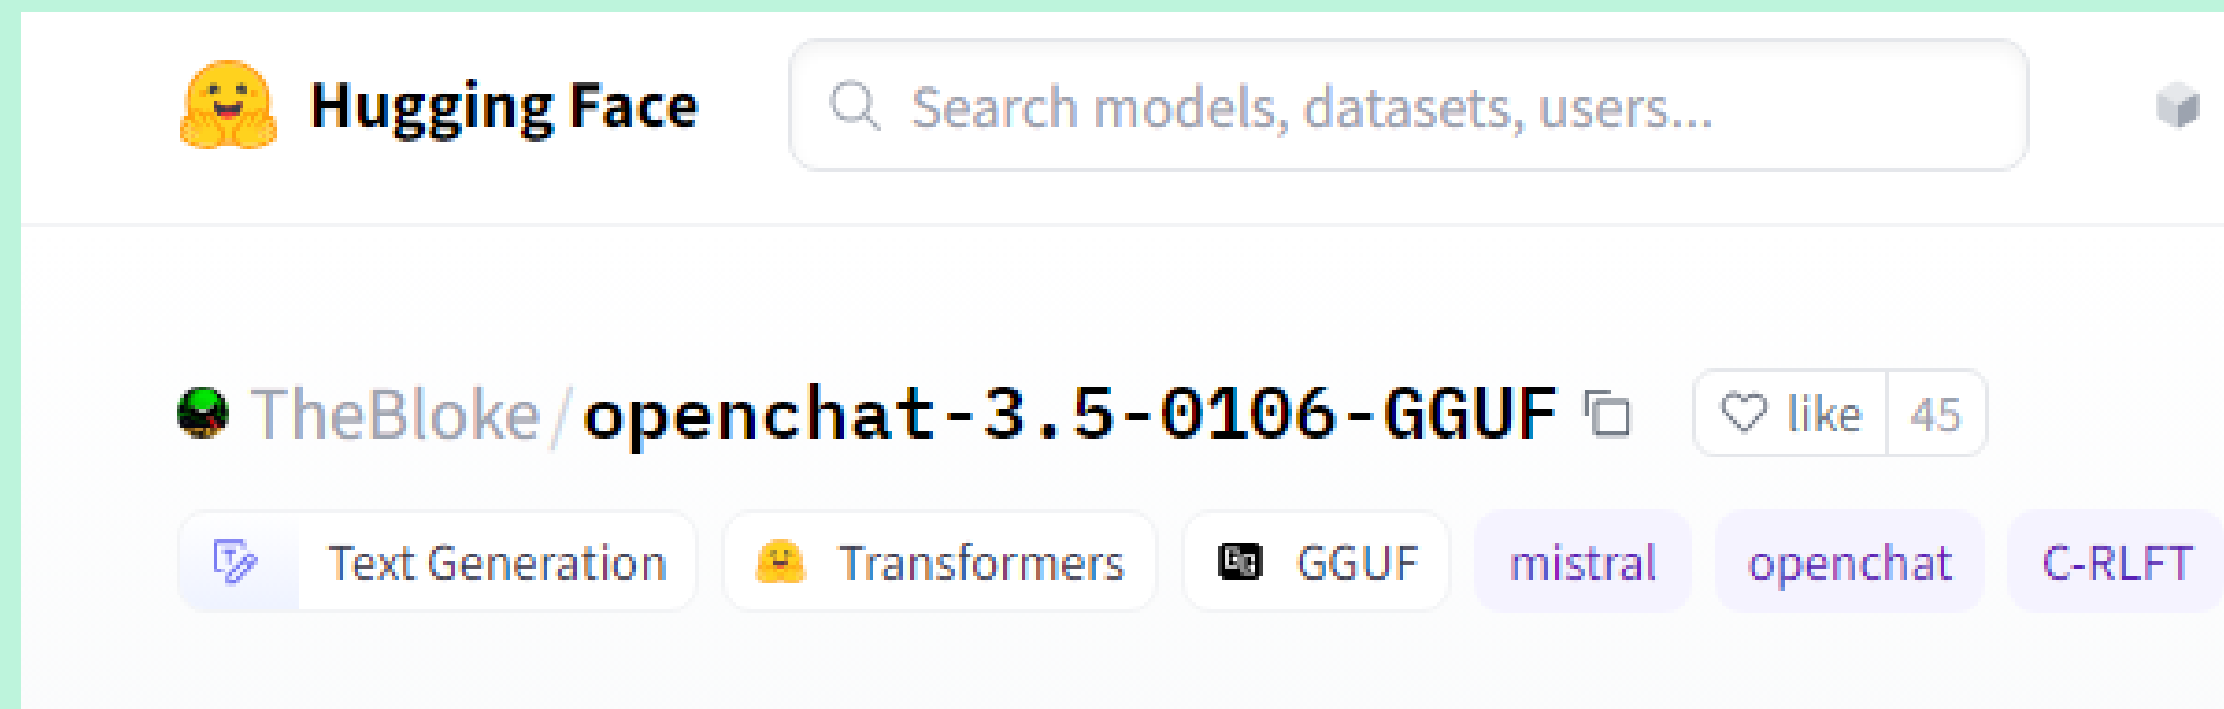 Hugging Face Search models, datasets, users...
TheBloke/openchat-3.5-0106-GGUF like 45
Text Generation Transformers GGUF mistral openchat C-RLFT